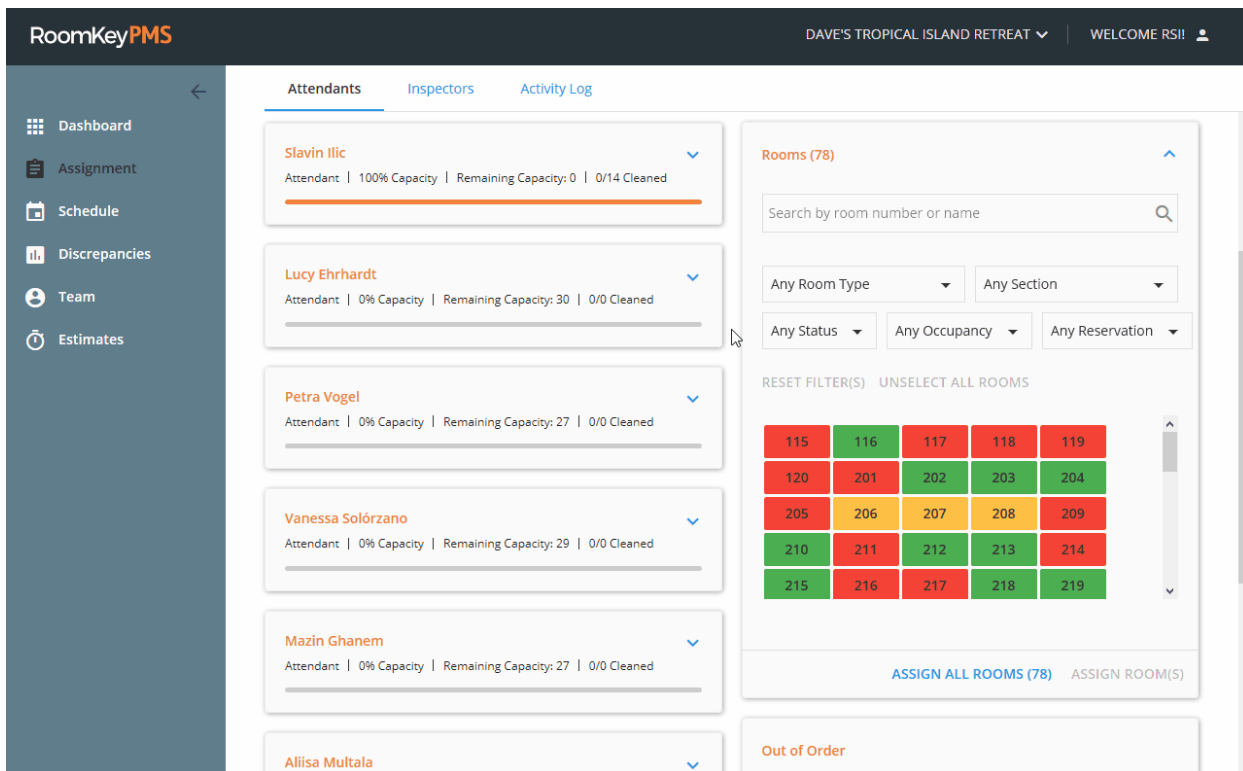 RoomKeyPMS
DAVE'S TROPICAL ISLAND RETREAT
WELCOME RSI!
Dashboard
Assignment
Schedule
Discrepancies
Team
Estimates
Attendants Inspectors Activity Log
Slavin Ilic
Attendant | 100% Capacity | Remaining Capacity: 0 | 0/14 Cleaned
Lucy Ehrhardt
Attendant | 0% Capacity | Remaining Capacity: 30 | 0/0 Cleaned
Petra Vogel
Attendant | 0% Capacity | Remaining Capacity: 27 | 0/0 Cleaned
Vanessa Solórzano
Attendant | 0% Capacity | Remaining Capacity: 29 | 0/0 Cleaned
Mazin Ghanem
Attendant | 0% Capacity | Remaining Capacity: 27 | 0/0 Cleaned
Aliisa Multala
Rooms (78)
Search by room number or name
Any Room Type Any Section
Any Status Any Occupancy Any Reservation
RESET FILTER(S) UNSELECT ALL ROOMS
115 116 117 118 119
120 201 202 203 204
205 206 207 208 209
210 211 212 213 214
215 216 217 218 219
ASSIGN ALL ROOMS (78) ASSIGN ROOM(S)
Out of Order